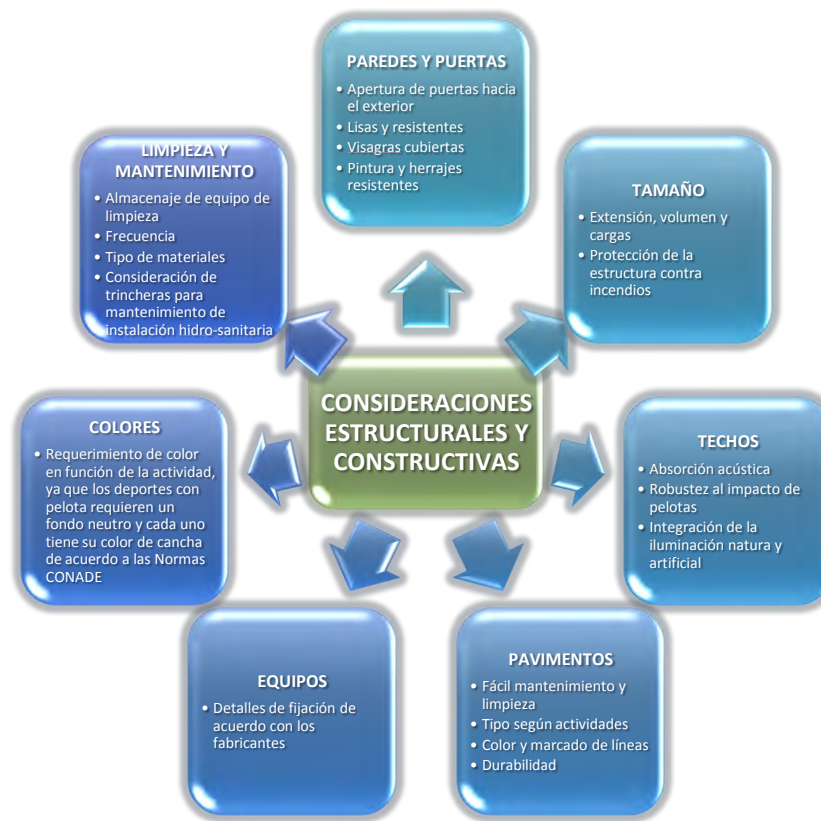 PAREDES Y PUERTAS
• Apertura de puertas hacia
el exterior
• Lisas y resistentes
• Visagras cubiertas
• Pintura y herrajes
resistentes
LIMPIEZA Y
MANTENIMIENTO
• Almacenaje de equipo de
limpieza
• Frecuencia
• Tipo de materiales
• Consideración de
trincheras para
mantenimiento de
instalación hidro-sanitaria
TAMAÑO
• Extensión, volumen y
cargas
• Protección de la
estructura contra
incendios
CONSIDERACIONES
ESTRUCTURALES Y
CONSTRUCTIVAS
COLORES
• Requerimiento de color
en función de la actividad,
ya que los deportes con
pelota requieren un
fondo neutro y cada uno
tiene su color de cancha
de acuerdo a las Normas
CONADE
TECHOS
• Absorción acústica
• Robustez al impacto de
pelotas
• Integración de la
iluminación natura y
artificial
EQUIPOS
• Detalles de fijación de
acuerdo con los
fabricantes
PAVIMENTOS
• Fácil mantenimiento y
limpieza
• Tipo según actividades
• Color y marcado de líneas
• Durabilidad